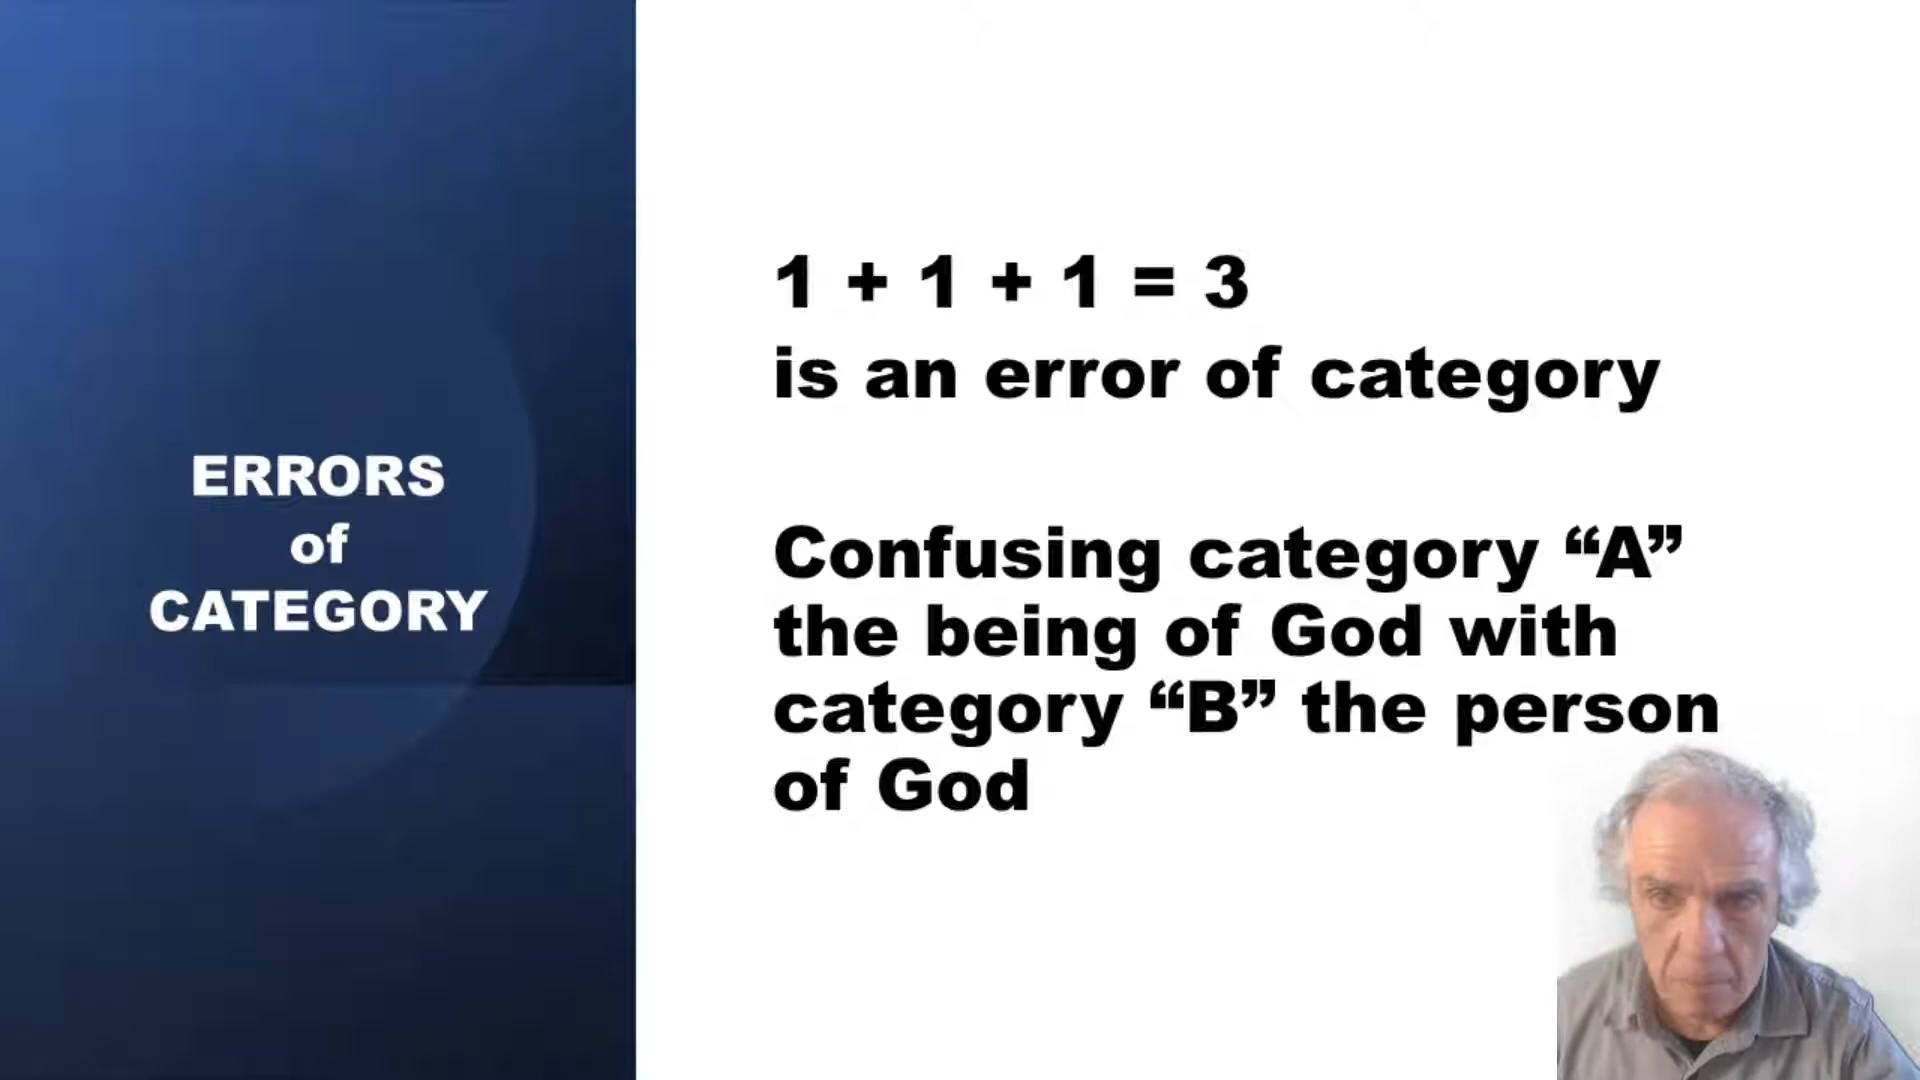 ERRORS
of
CATEGORY
1 + 1 + 1 = 3
is an error of category
Confusing category “A”
the being of God with
category “B” the person
of God